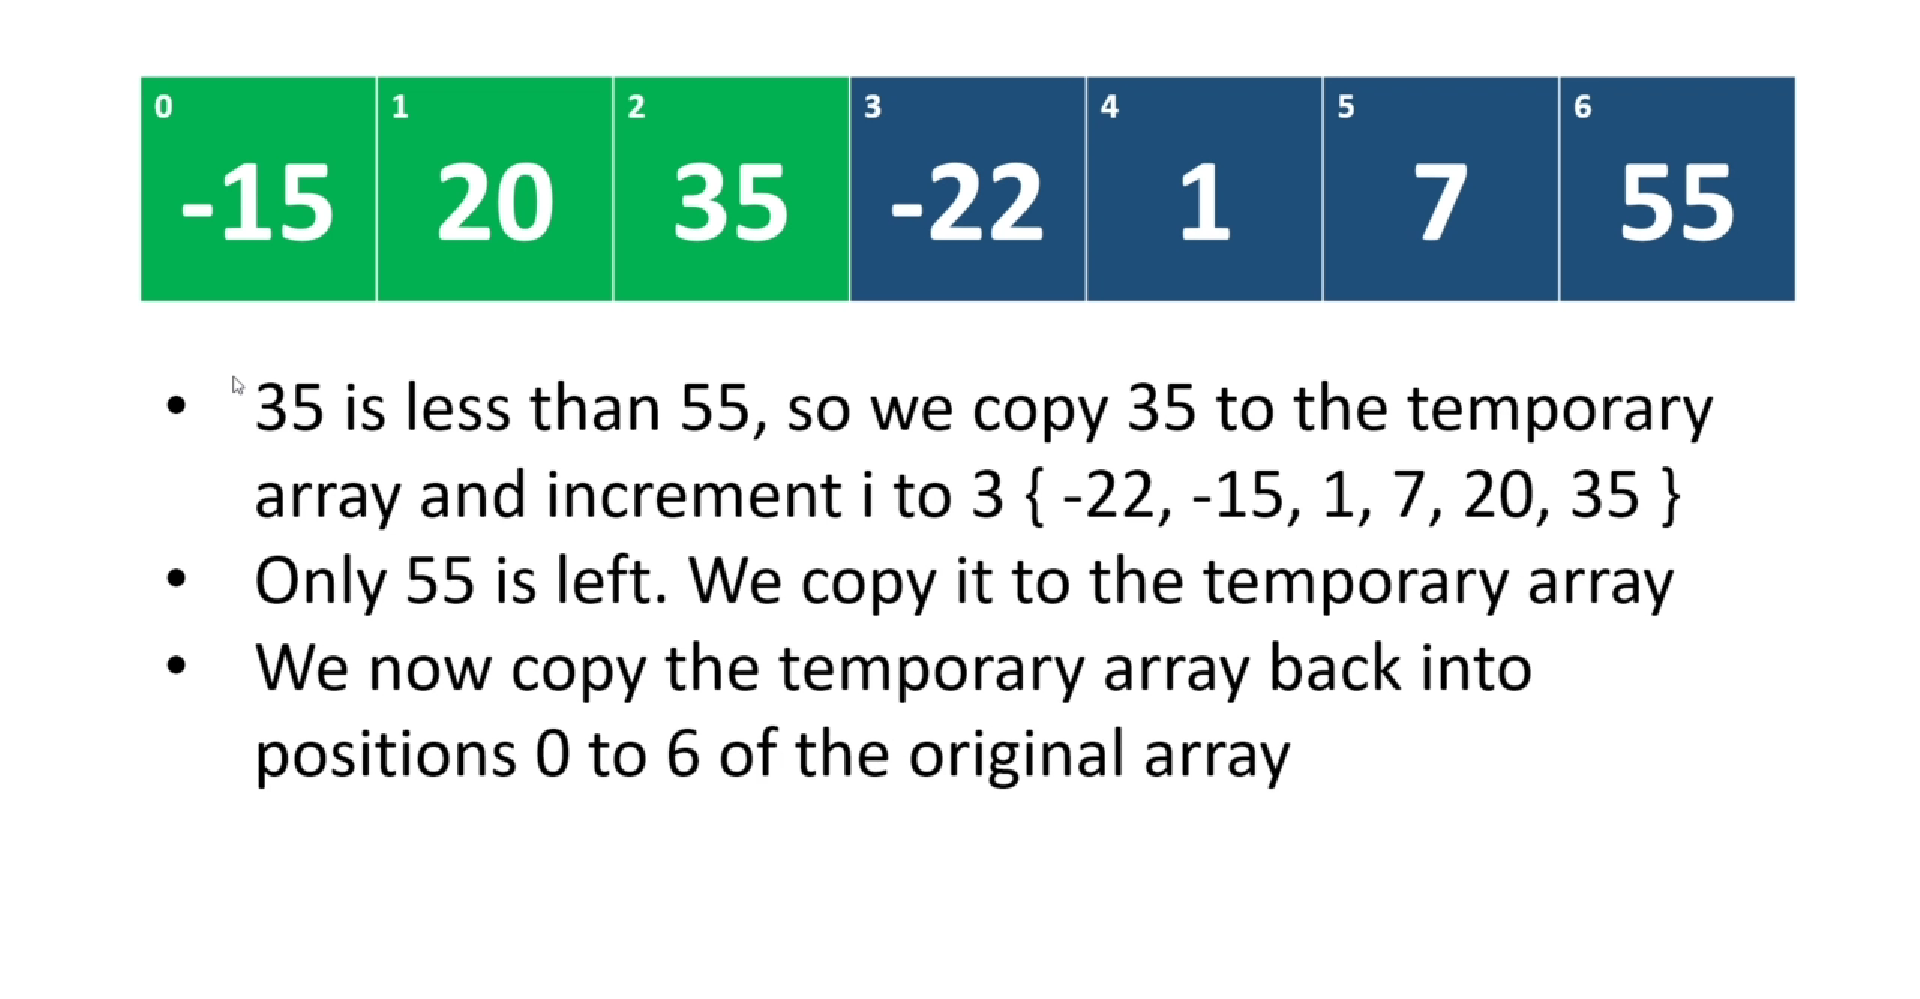 0 1 2 3 4 5 6
-15 20 35 -22 1 7 55
• 35 is less than 55, so we copy 35 to the temporary
array and increment i to 3 { -22, -15, 1, 7, 20, 35 }
• Only 55 is left. We copy it to the temporary array
• We now copy the temporary array back into
positions 0 to 6 of the original array